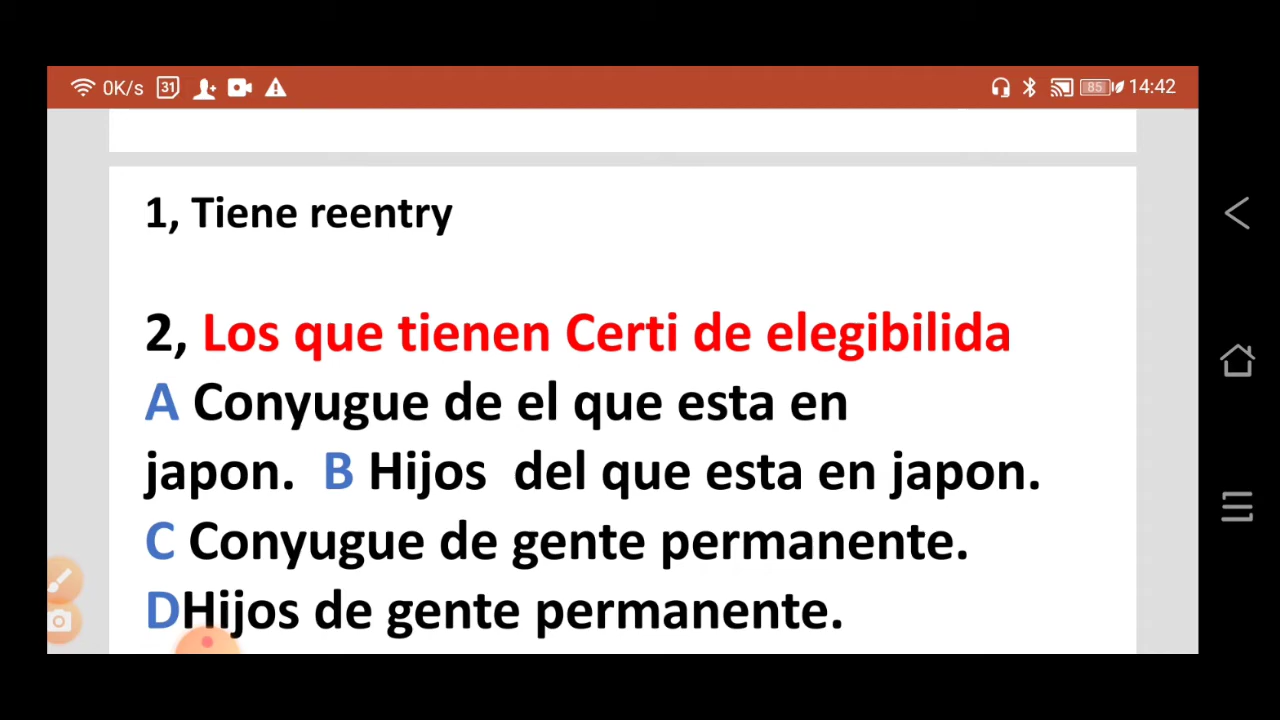 0K/s 31 85 14:42
1, Tiene reentry
2, Los que tienen Certi de elegibilida
A Conyugue de el que esta en
japon. B Hijos del que esta en japon.
C Conyugue de gente permanente.
DHijos de gente permanente.